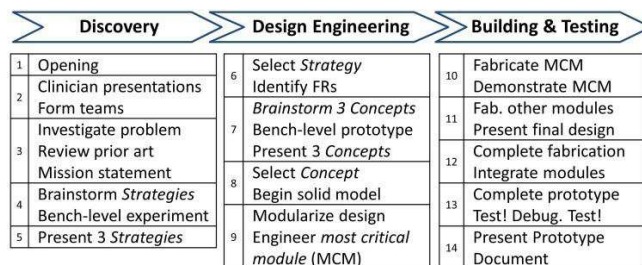 Discovery
1 Opening
2 Clinician presentations
Form teams
3 Investigate problem
Review prior art
Mission statement
4 Brainstorm Strategies
Bench-level experiment
5 Present 3 Strategies
Design Engineering
6 Select Strategy
Identify FRs
7 Brainstorm 3 Concepts
Bench-level prototype
Present 3 Concepts
8 Select Concept
Begin solid model
9 Modularize design
Engineer most critical
module (MCM)
Building & Testing
10 Fabricate MCM
Demonstrate MCM
11 Fab. other modules
Present final design
12 Complete fabrication
Integrate modules
13 Complete prototype
Test! Debug. Test!
14 Present Prototype
Document